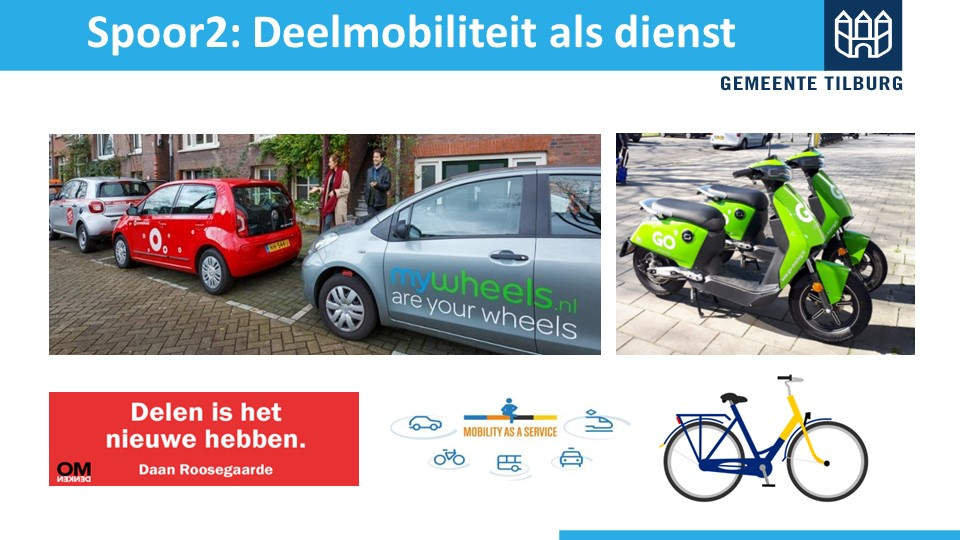 Spoor2: Deelmobiliteit als dienst
GEMEENTE TILBURG
mywheels.nl
are your wheels
GO
GO
Delen is het
nieuwe hebben.
Daan Roosegaarde
OM
DENKEN
MOBILITY AS A SERVICE